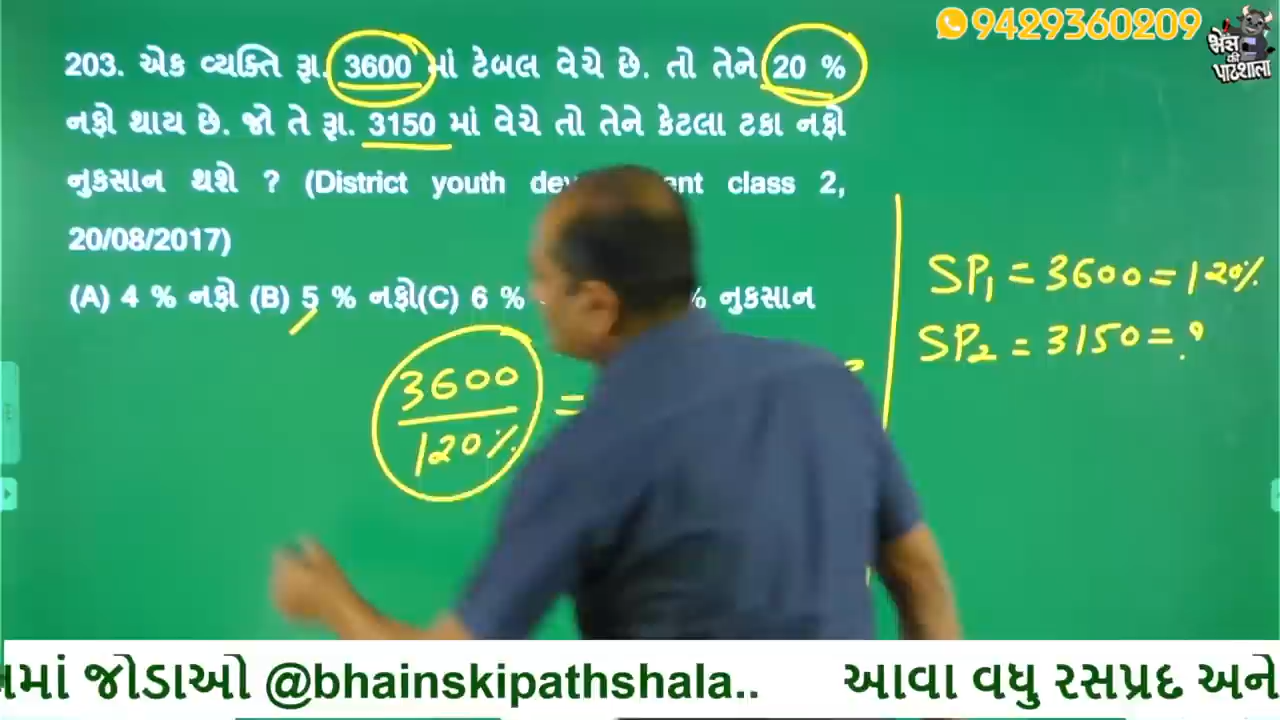 9429360209
ભેંસ
की
પાઠશાલા
203. એક વ્યક્તિ રૂા. 3600 માં ટેબલ વેચે છે. તો તેને 20 %
નફો થાય છે. જો તે રૂા. 3150 માં વેચે તો તેને કેટલા ટકા નફો
નુકસાન થશે ? (District youth class 2,
20/08/2017)
(A) 4 % નફો (B) 5 % નફો(C) 6 % % નુકસાન
SP₁ = 3600 = 120%
SP₂ = 3150 = ?
3600
120%
=
જોડાઓ @bhainskipathshala.. આવા વધુ રસપ્રદ અને